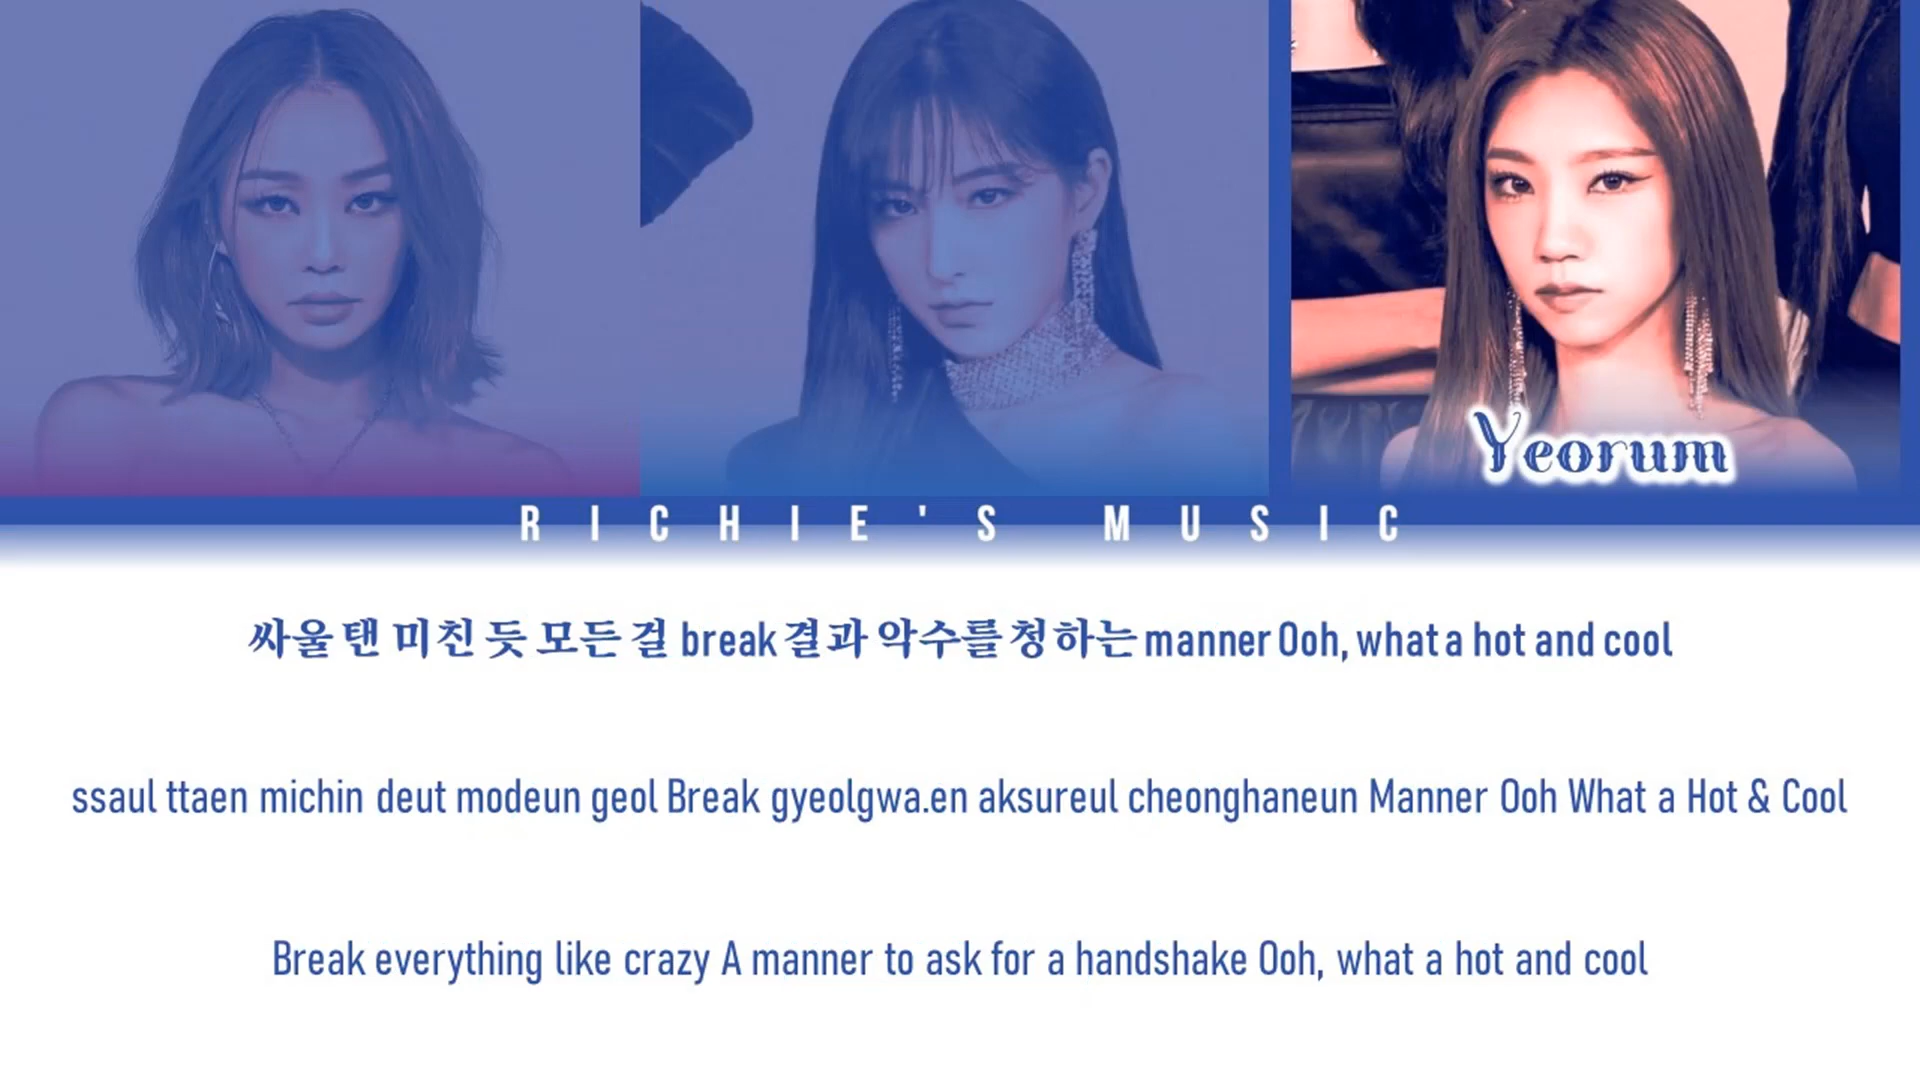 Yeorum
RICHIE'S MUSIC
싸울 땐 미친 듯 모든 걸 break 결과 악수를 청하는 manner Ooh, what a hot and cool
ssaul ttaen michin deut modeun geol Break gyeolgwa.en aksureul cheonghaneun Manner Ooh What a Hot & Cool
Break everything like crazy A manner to ask for a handshake Ooh, what a hot and cool